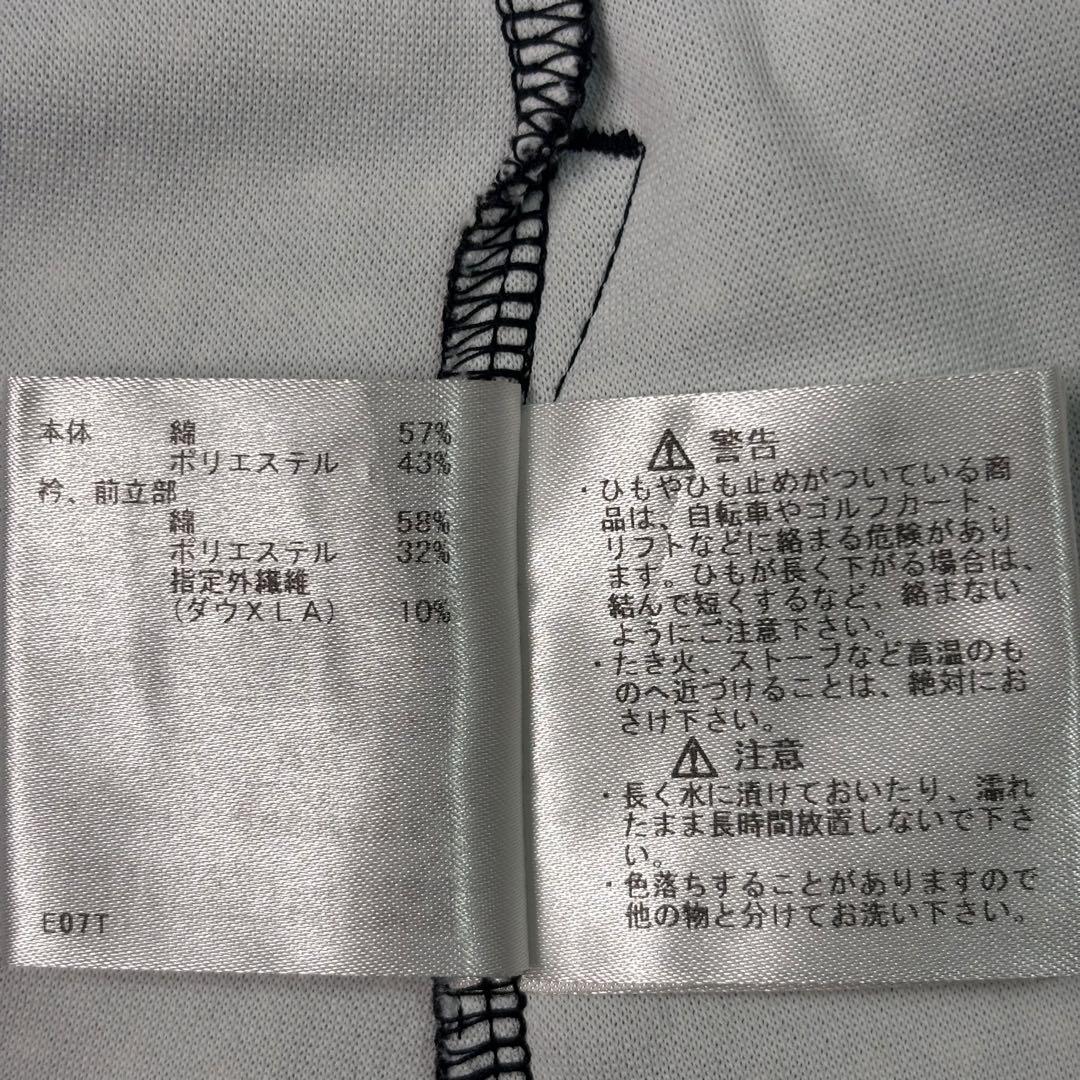 本体 綿 57%
ポリエステル 43%
衿、前立部
綿 58%
ポリエステル 32%
指定外繊維
(ダウXLA) 10%
E07T
警告
・ひもやひも止めがついている商
品は、自転車やゴルフカート、
リフトなどに絡まる危険があり
ます。ひもが長く下がる場合は、
結んで短くするなど、絡まない
ようにご注意下さい。
・たき火、ストーブなど高温のも
のへ近づけることは、絶対にお
さけ下さい。
注意
・長く水に漬けておいたり、濡れ
たまま長時間放置しないで下さ
い。
・色落ちすることがありますので
他の物と分けてお洗い下さい。